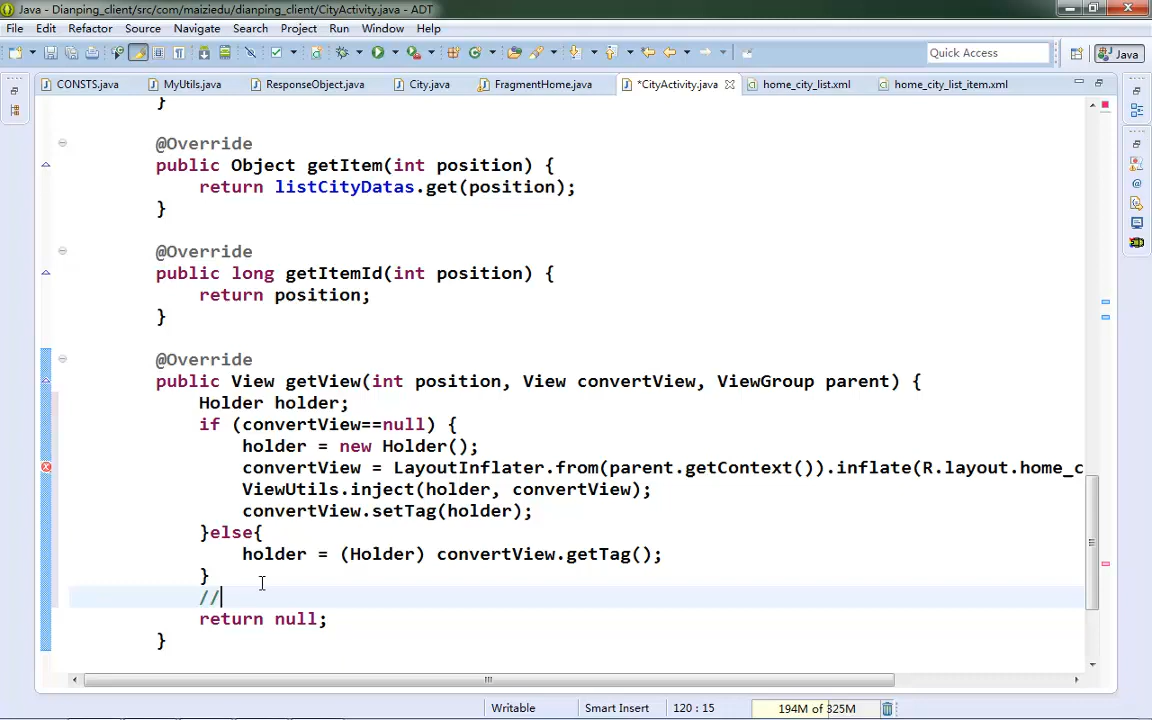 Java - Dianping_client/src/com/maiziedu/dianping_client/CityActivity.java - ADT
File Edit Refactor Source Navigate Search Project Run Window Help
Quick Access
Java
CONSTS.java MyUtils.java ResponseObject.java City.java FragmentHome.java *CityActivity.java home_city_list.xml home_city_list_item.xml
}
@Override
public Object getItem(int position) {
return listCityDatas.get(position);
}
@Override
public long getItemId(int position) {
return position;
}
@Override
public View getView(int position, View convertView, ViewGroup parent) {
Holder holder;
if (convertView==null) {
holder = new Holder();
convertView = LayoutInflater.from(parent.getContext()).inflate(R.layout.home_c
ViewUtils.inject(holder, convertView);
convertView.setTag(holder);
}else{
holder = (Holder) convertView.getTag();
}
//
return null;
}
Writable Smart Insert 120 : 15 194M of 325M